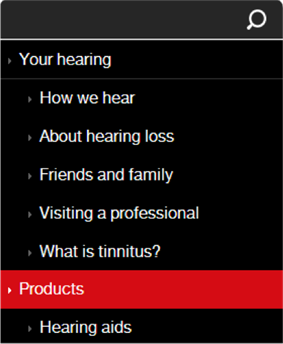 Your hearing
How we hear
About hearing loss
Friends and family
Visiting a professional
What is tinnitus?
Products
Hearing aids